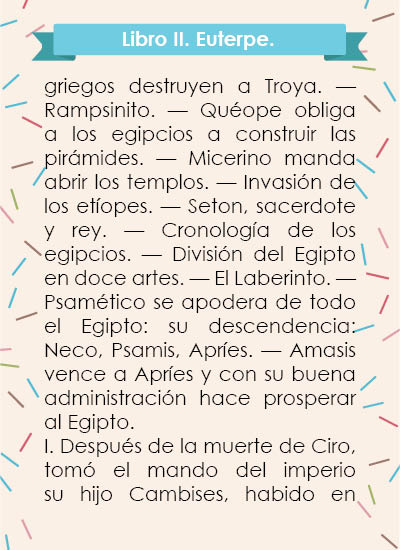 Libro II. Euterpe.
griegos destruyen a Troya. —
Rampsinito. — Quéope obliga
a los egipcios a construir las
pirámides. — Micerino manda
abrir los templos. — Invasión de
los etíopes. — Seton, sacerdote
y rey. — Cronología de los
egipcios. — División del Egipto
en doce artes. — El Laberinto. —
Psamético se apodera de todo
el Egipto: su descendencia:
Neco, Psamis, Apríes. — Amasis
vence a Apríes y con su buena
administración hace prosperar
al Egipto.
I. Después de la muerte de Ciro,
tomó el mando del imperio
su hijo Cambises, habido en